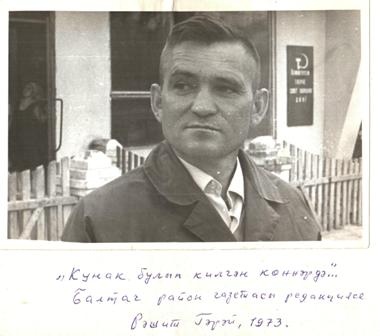 „Кунак булып килгән көннәрдә"...
Балтач район газетасы редакциясе
Рәшит Гәрәй, 1973.